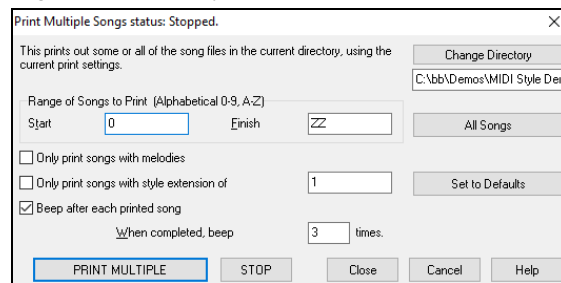 Print Multiple Songs status: Stopped.
This prints out some or all of the song files in the current directory, using the
current print settings.
Change Directory
C:\bb\Demos\MIDI Style Der
Range of Songs to Print (Alphabetical 0-9, A-Z)
Start 0 Finish ZZ
All Songs
Only print songs with melodies
Only print songs with style extension of 1
Set to Defaults
Beep after each printed song
When completed, beep 3 times.
PRINT MULTIPLE STOP Close Cancel Help